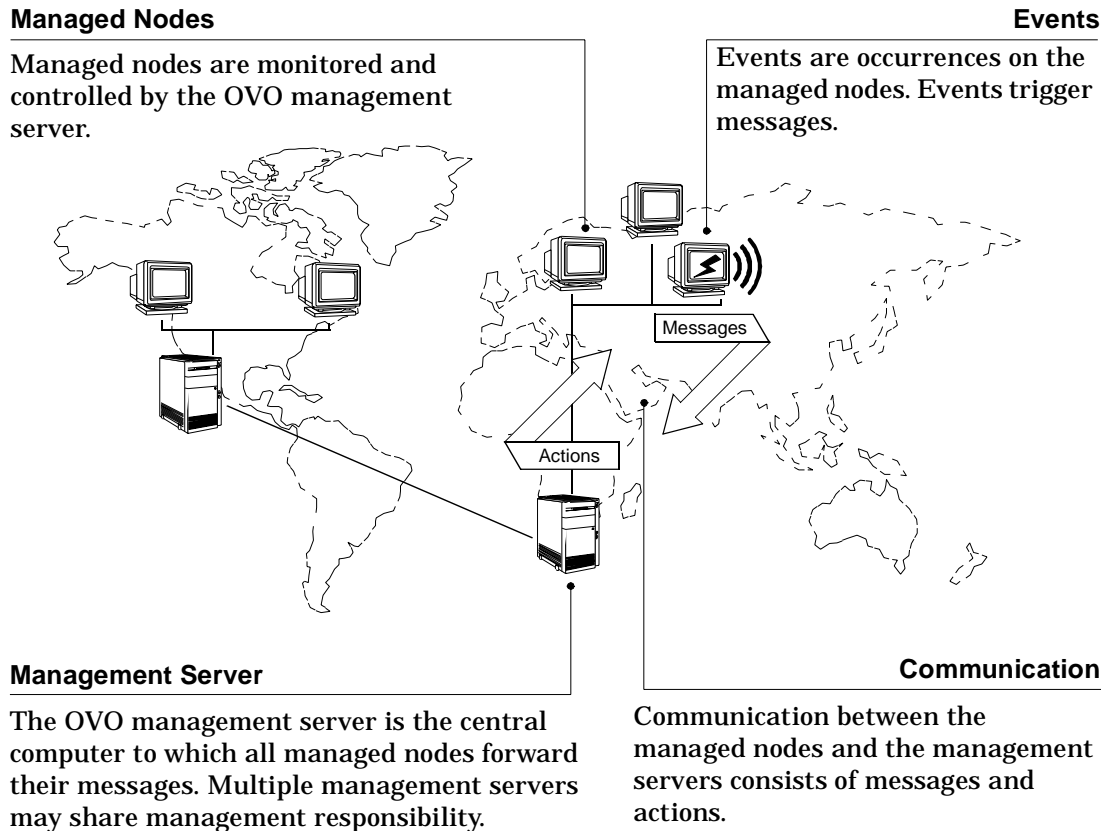 Managed Nodes
Managed nodes are monitored and
controlled by the OVO management
server.
Events
Events are occurrences on the
managed nodes. Events trigger
messages.
Messages
Actions
Management Server
The OVO management server is the central
computer to which all managed nodes forward
their messages. Multiple management servers
may share management responsibility.
Communication
Communication between the
managed nodes and the management
servers consists of messages and
actions.